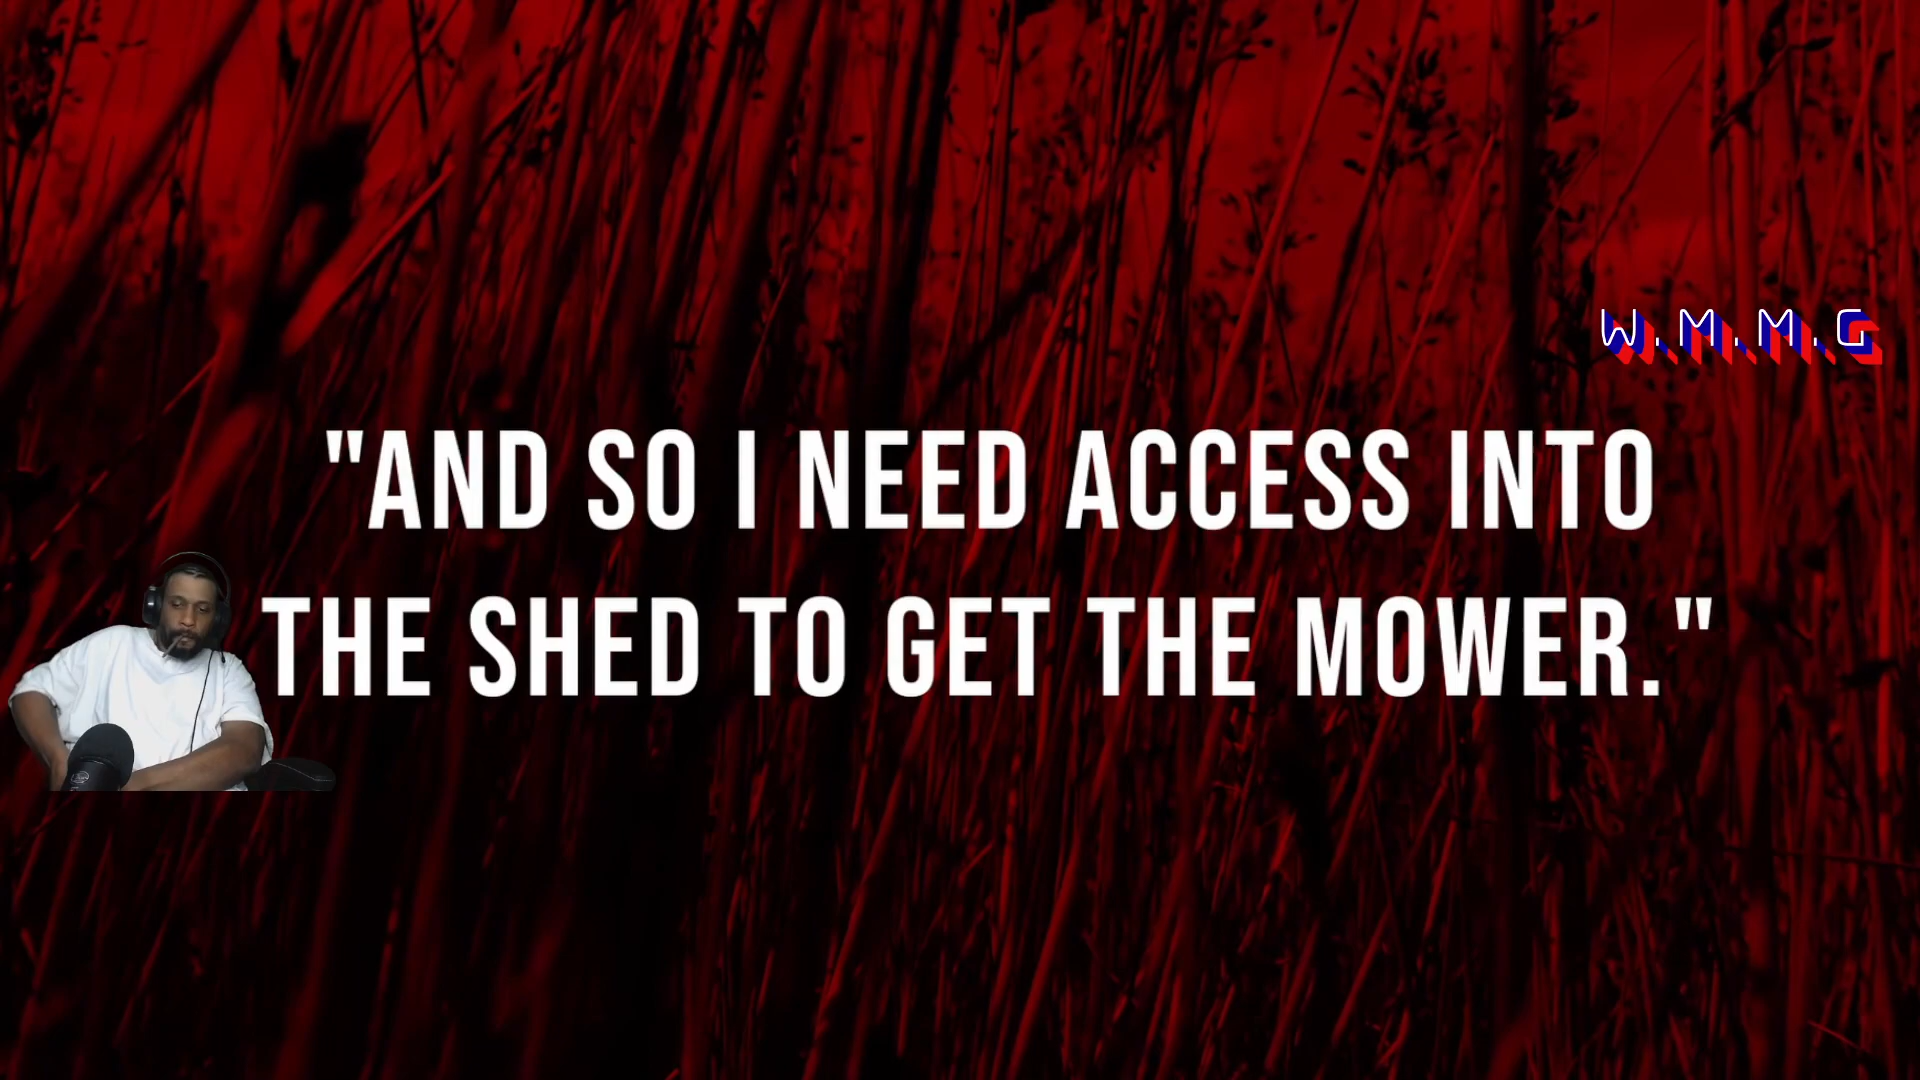 W.M.M.G
"AND SO I NEED ACCESS INTO
THE SHED TO GET THE MOWER."